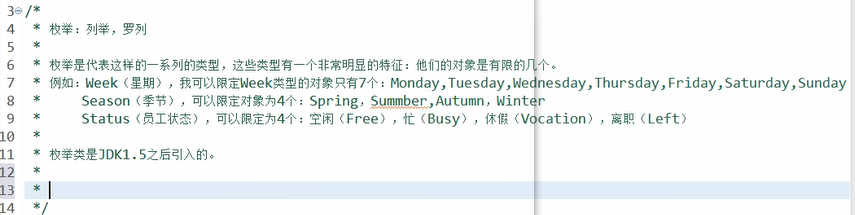 3 /*
4  * 枚举：列举，罗列
5  *
6  * 枚举是代表这样的一系列的类型，这些类型有一个非常明显的特征：他们的对象是有限的几个。
7  * 例如：Week（星期），我可以限定Week类型的对象只有7个：Monday,Tuesday,Wednesday,Thursday,Friday,Saturday,Sunday
8  *     Season（季节），可以限定对象为4个：Spring，Summber,Autumn，Winter
9  *     Status（员工状态），可以限定为4个：空闲（Free），忙（Busy），休假（Vocation），离职（Left）
10  *
11  * 枚举类是JDK1.5之后引入的。
12  *
13  *
14  */